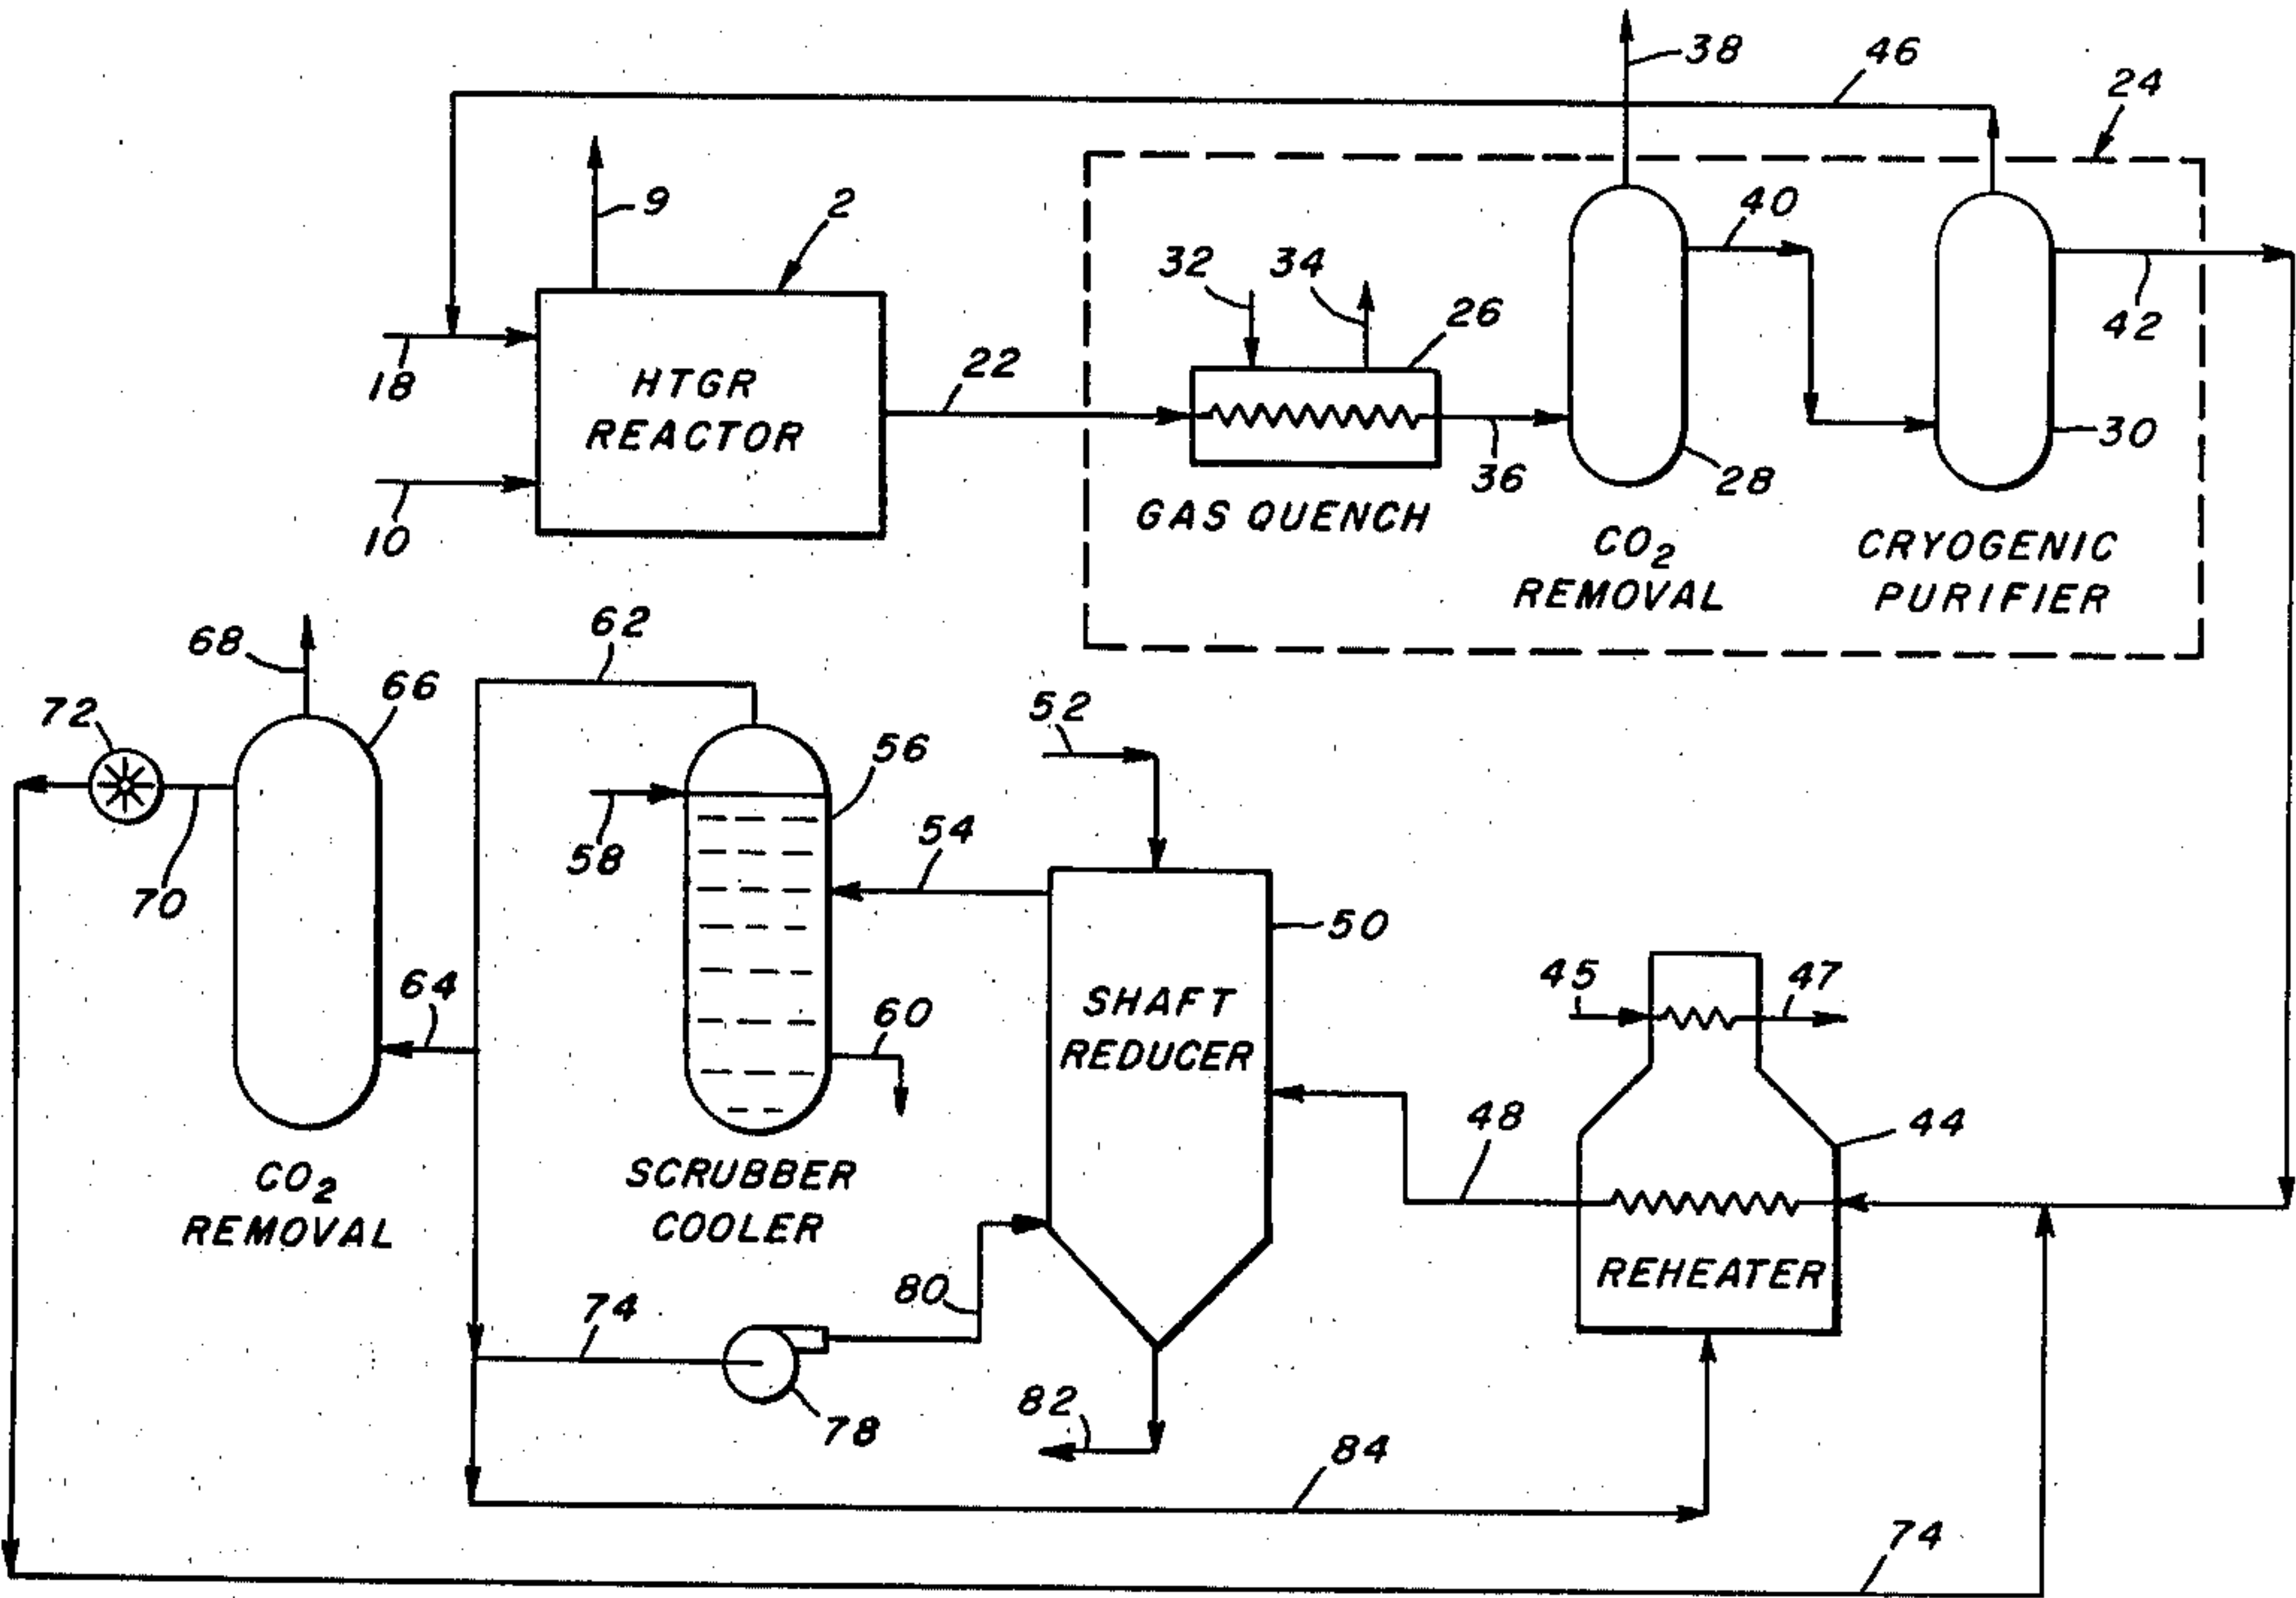 38
46
24
9
2
40
32
34
26
42
18
HTGR
REACTOR
22
36
28
30
10
GAS QUENCH
CO2
REMOVAL
CRYOGENIC
PURIFIER
68
66
62
72
52
56
58
54
70
50
64
60
45
47
SHAFT
REDUCER
48
44
CO2
REMOVAL
SCRUBBER
COOLER
REHEATER
80
74
78
82
84
74